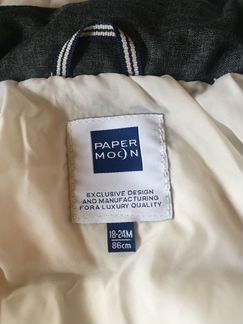 PAPER
MOON
EXCLUSIVE DESIGN
AND MANUFACTURING
FOR A LUXURY QUALITY
18-24M
86cm